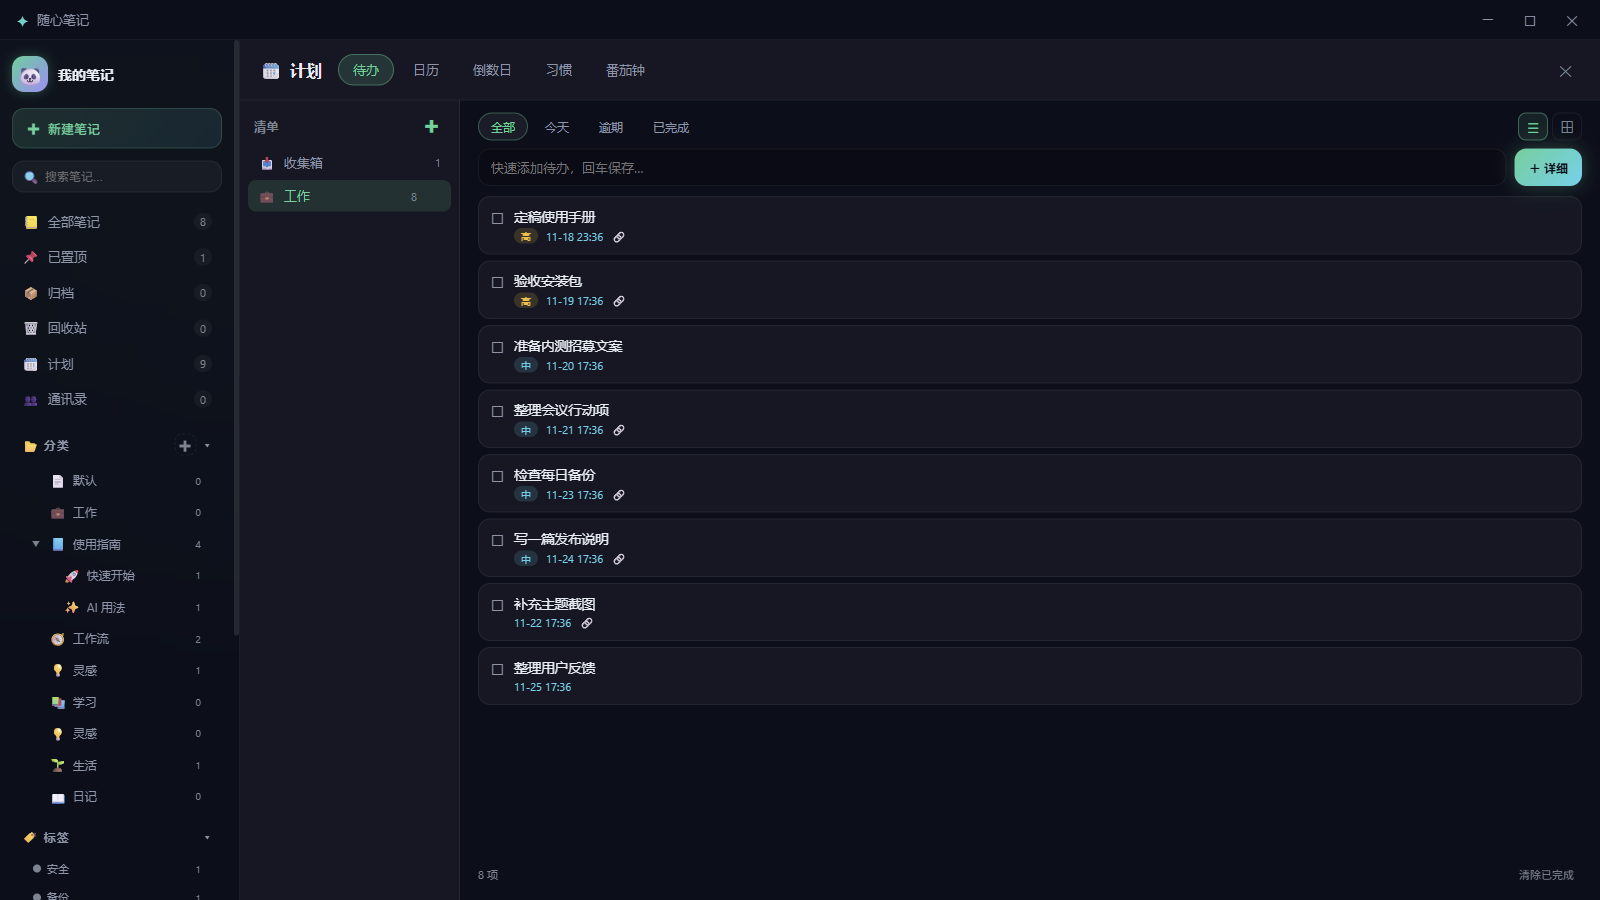 随心笔记
我的笔记
新建笔记
搜索笔记...
全部笔记 8
已置顶 1
归档 0
回收站 0
计划 9
通讯录 0
分类
默认 0
工作 0
使用指南 4
快速开始 1
AI 用法 1
工作流 2
灵感 1
学习 0
灵感 0
生活 1
日记 0
标签
安全 1
备份 1
计划 待办 日历 倒数日 习惯 番茄钟
清单
收集箱 1
工作 8
全部 今天 逾期 已完成
快速添加待办，回车保存... + 详细
定稿使用手册
高 11-18 23:36
验收安装包
高 11-19 17:36
准备内测招募文案
中 11-20 17:36
整理会议行动项
中 11-21 17:36
检查每日备份
中 11-23 17:36
写一篇发布说明
中 11-24 17:36
补充主题截图
11-22 17:36
整理用户反馈
11-25 17:36
8 项 清除已完成